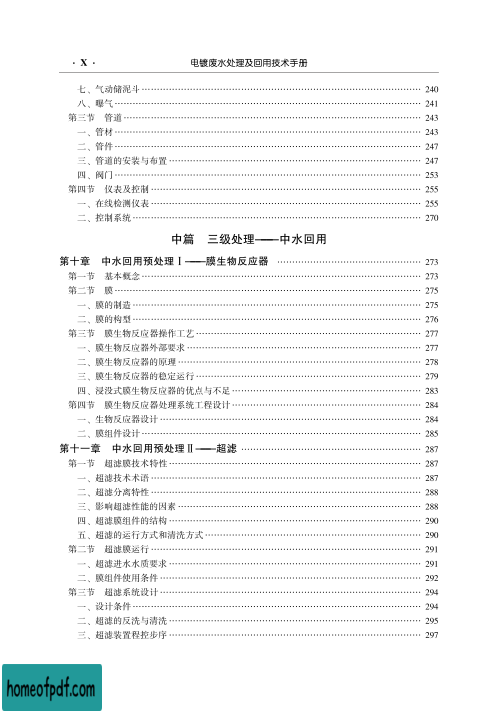 · X ·　电镀废水处理及回用技术手册
七、气动储泥斗 …… 240
八、曝气 …… 241
第三节　管道 …… 243
一、管材 …… 243
二、管件 …… 247
三、管道的安装与布置 …… 247
四、阀门 …… 253
第四节　仪表及控制 …… 255
一、在线检测仪表 …… 255
二、控制系统 …… 270
中篇　三级处理——中水回用
第十章　中水回用预处理Ⅰ——膜生物反应器 …… 273
第一节　基本概念 …… 273
第二节　膜 …… 275
一、膜的制造 …… 275
二、膜的构型 …… 276
第三节　膜生物反应器操作工艺 …… 277
一、膜生物反应器外部要求 …… 277
二、膜生物反应器的原理 …… 278
三、膜生物反应器的稳定运行 …… 279
四、浸没式膜生物反应器的优点与不足 …… 283
第四节　膜生物反应器处理系统工程设计 …… 284
一、生物反应器设计 …… 284
二、膜组件设计 …… 285
第十一章　中水回用预处理Ⅱ——超滤 …… 287
第一节　超滤膜技术特性 …… 287
一、超滤技术术语 …… 287
二、超滤分离特性 …… 288
三、影响超滤性能的因素 …… 288
四、超滤膜组件的结构 …… 290
五、超滤的运行方式和清洗方式 …… 290
第二节　超滤膜运行 …… 291
一、超滤进水水质要求 …… 291
二、膜组件使用条件 …… 292
第三节　超滤系统设计 …… 294
一、设计条件 …… 294
二、超滤的反洗与清洗 …… 295
三、超滤装置程控步序 …… 297
homeofpdf.com